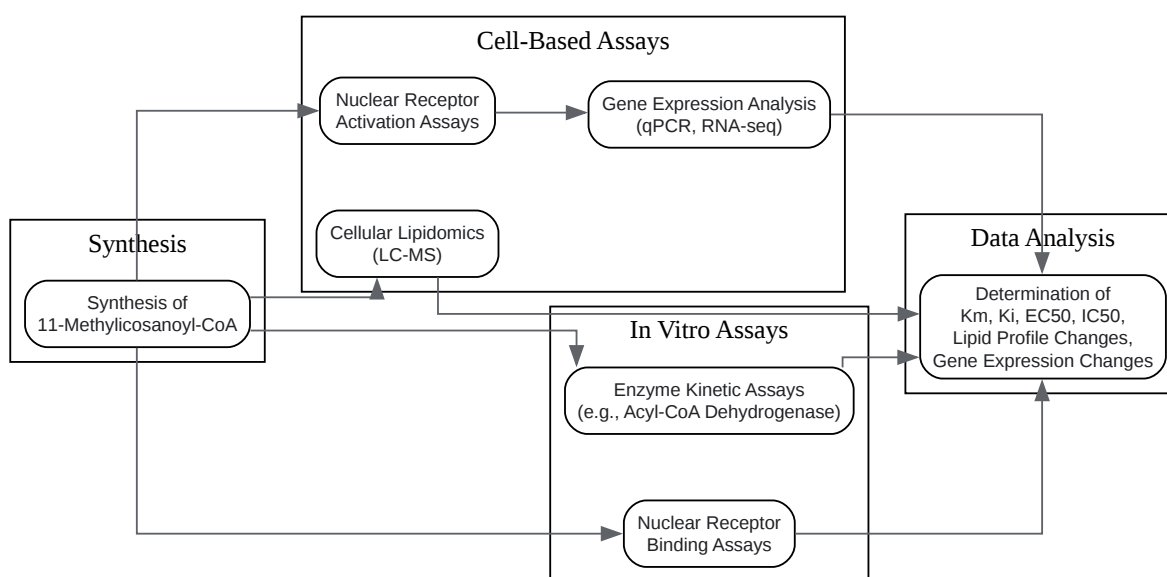 Cell-Based Assays
Nuclear Receptor
Activation Assays
Gene Expression Analysis
(qPCR, RNA-seq)
Cellular Lipidomics
(LC-MS)
Synthesis
Synthesis of
11-Methylicosanoyl-CoA
In Vitro Assays
Enzyme Kinetic Assays
(e.g., Acyl-CoA Dehydrogenase)
Nuclear Receptor
Binding Assays
Data Analysis
Determination of
Km, Ki, EC50, IC50,
Lipid Profile Changes,
Gene Expression Changes